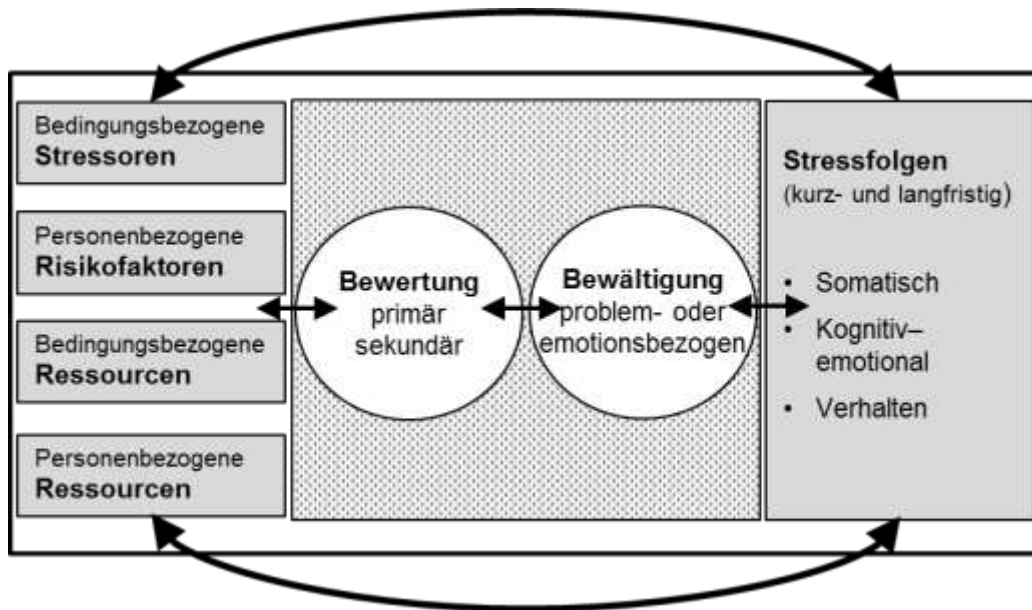 Bedingungsbezogene
Stressoren
Personenbezogene
Risikofaktoren
Bedingungsbezogene
Ressourcen
Personenbezogene
Ressourcen
Bewertung
primär
sekundär
Bewältigung
problem- oder
emotionsbezogen
Stressfolgen
(kurz- und langfristig)
• Somatisch
• Kognitiv–
emotional
• Verhalten